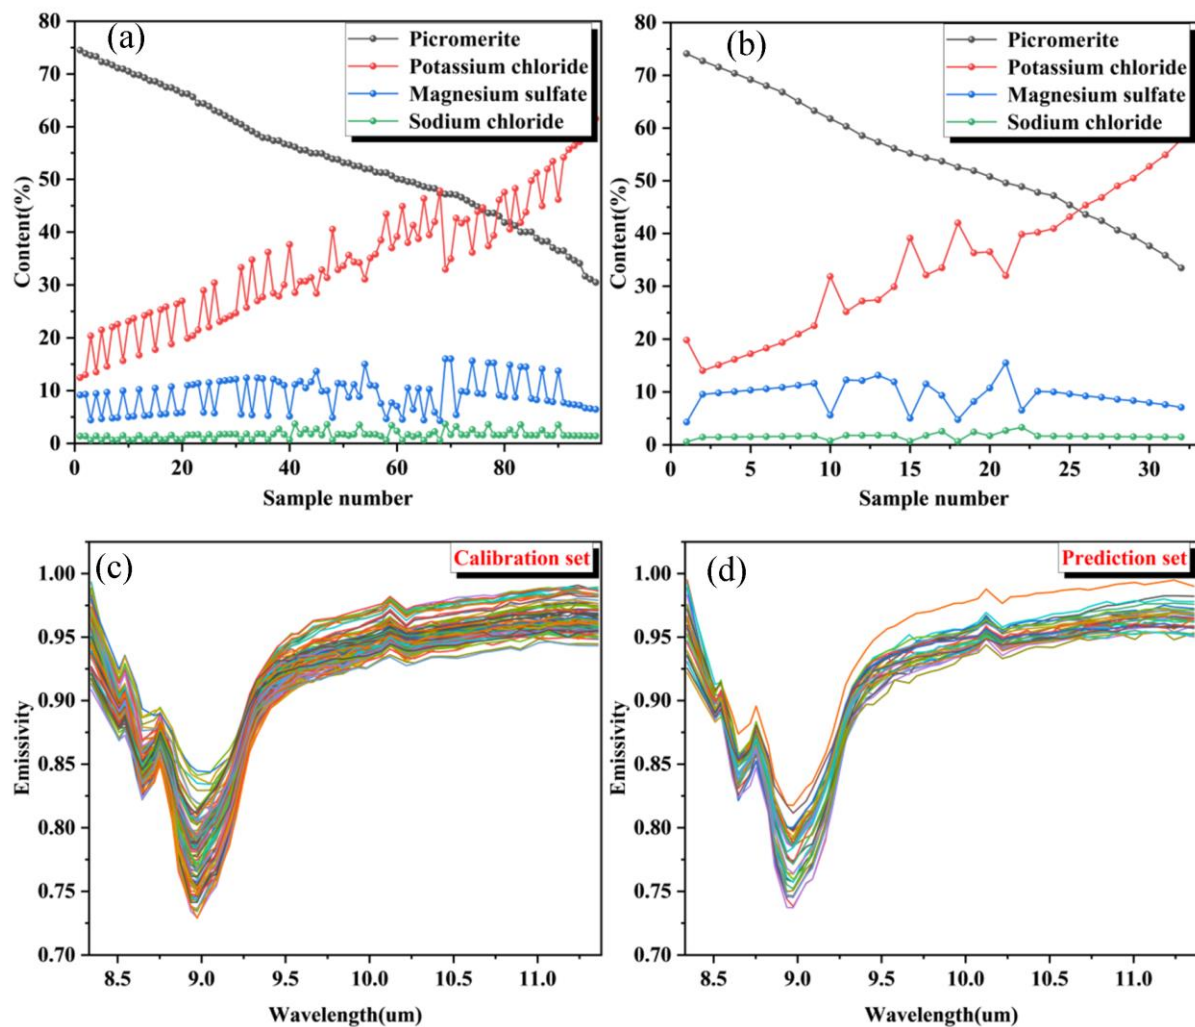 (a)
Picromerite
Potassium chloride
Magnesium sulfate
Sodium chloride
80
70
60
50
40
30
20
10
0
Content(%)
0 20 40 60 80
Sample number
(b)
Picromerite
Potassium chloride
Magnesium sulfate
Sodium chloride
80
70
60
50
40
30
20
10
0
Content(%)
0 5 10 15 20 25 30
Sample number
(c)
Calibration set
1.00
0.95
0.90
0.85
0.80
0.75
0.70
Emissivity
8.5 9.0 9.5 10.0 10.5 11.0
Wavelength(um)
(d)
Prediction set
1.00
0.95
0.90
0.85
0.80
0.75
0.70
Emissivity
8.5 9.0 9.5 10.0 10.5 11.0
Wavelength(um)